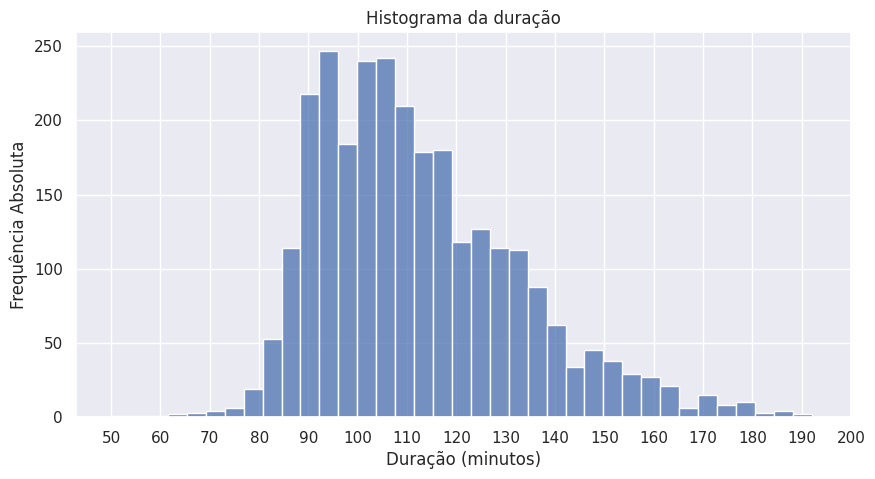 Histograma da duração
Frequência Absoluta
250
200
150
100
50
0
50 60 70 80 90 100 110 120 130 140 150 160 170 180 190 200
Duração (minutos)